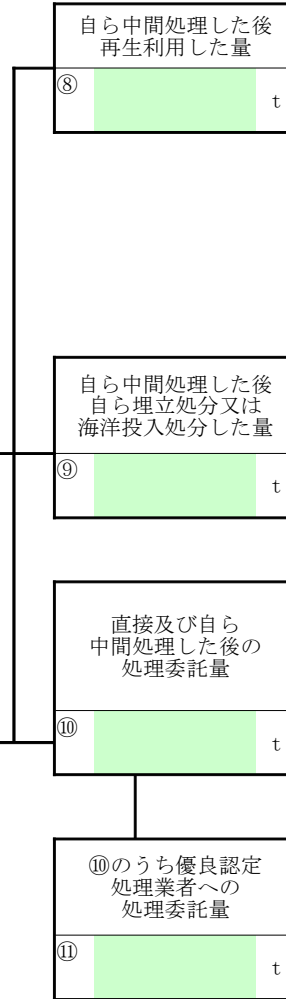 自ら中間処理した後
再生利用した量
⑧
t
自ら中間処理した後
自ら埋立処分又は
海洋投入処分した量
⑨
t
直接及び自ら
中間処理した後の
処理委託量
⑩
t
⑩のうち優良認定
処理業者への
処理委託量
⑪
t